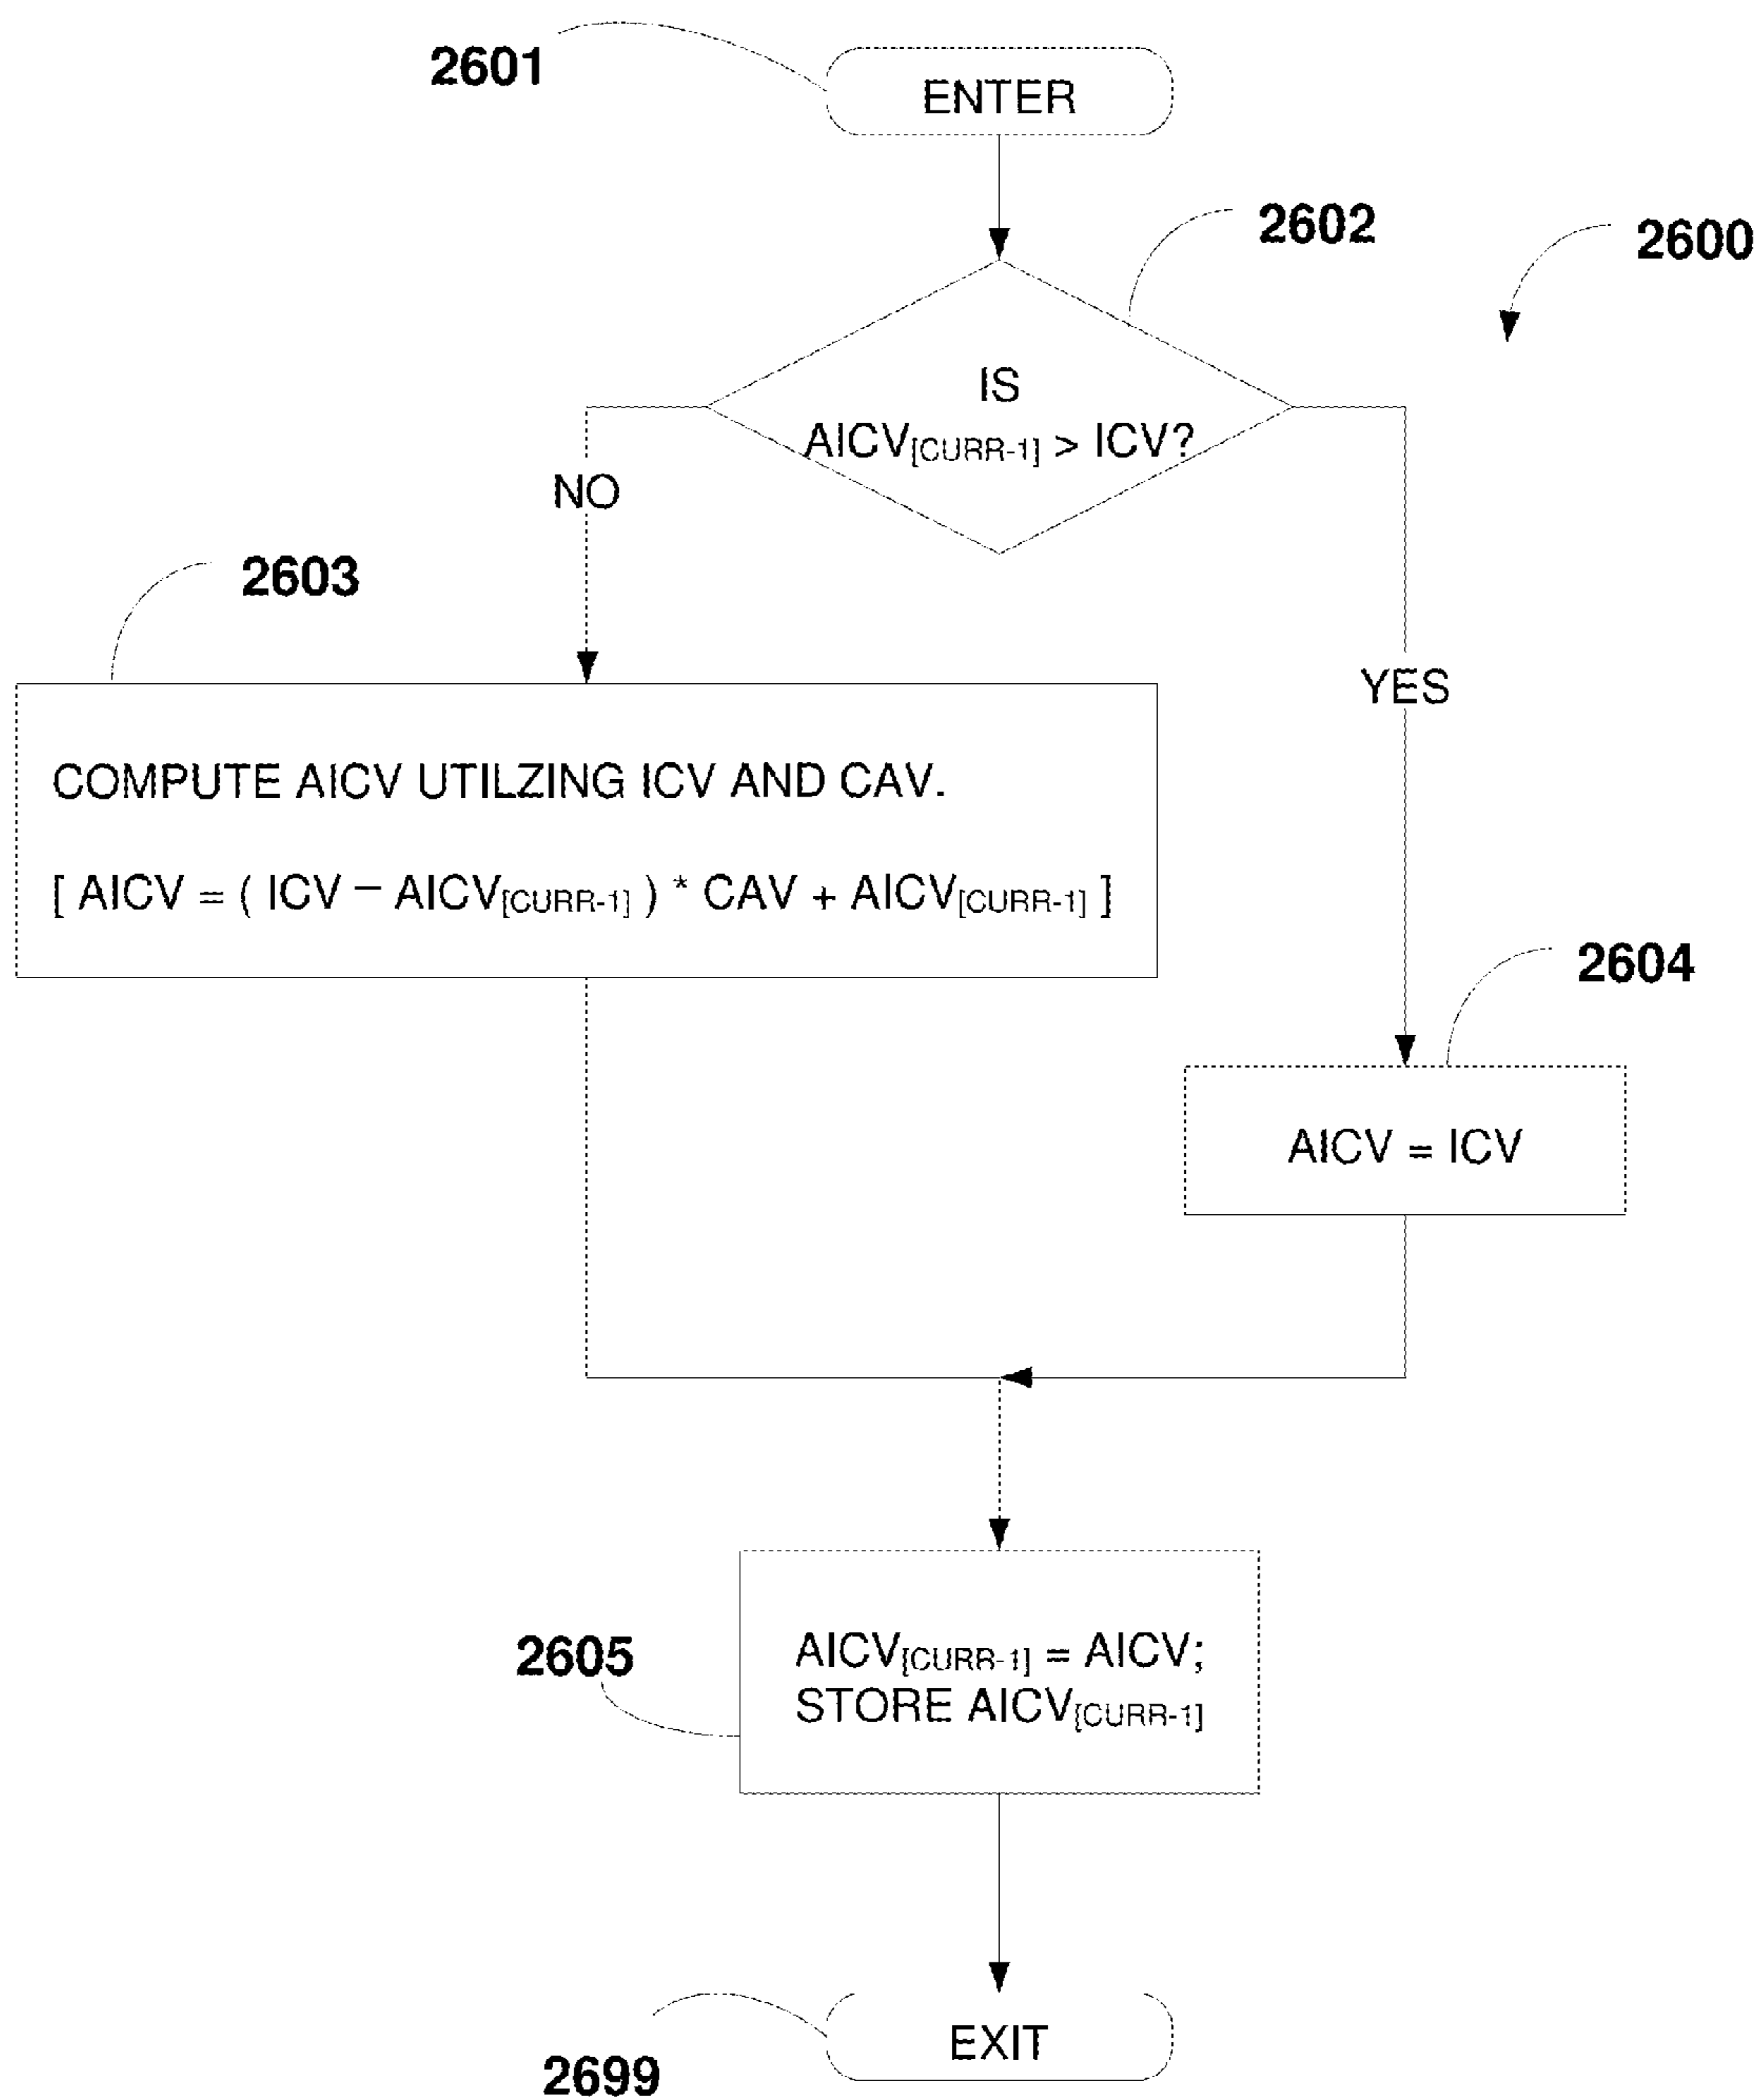 2601
ENTER
2602
2600
IS
AICV[CURR-1] > ICV?
NO
2603
YES
COMPUTE AICV UTILZING ICV AND CAV.
[ AICV = ( ICV – AICV[CURR-1] ) * CAV + AICV[CURR-1] ]
2604
AICV = ICV
2605
AICV[CURR-1] = AICV;
STORE AICV[CURR-1]
EXIT
2699